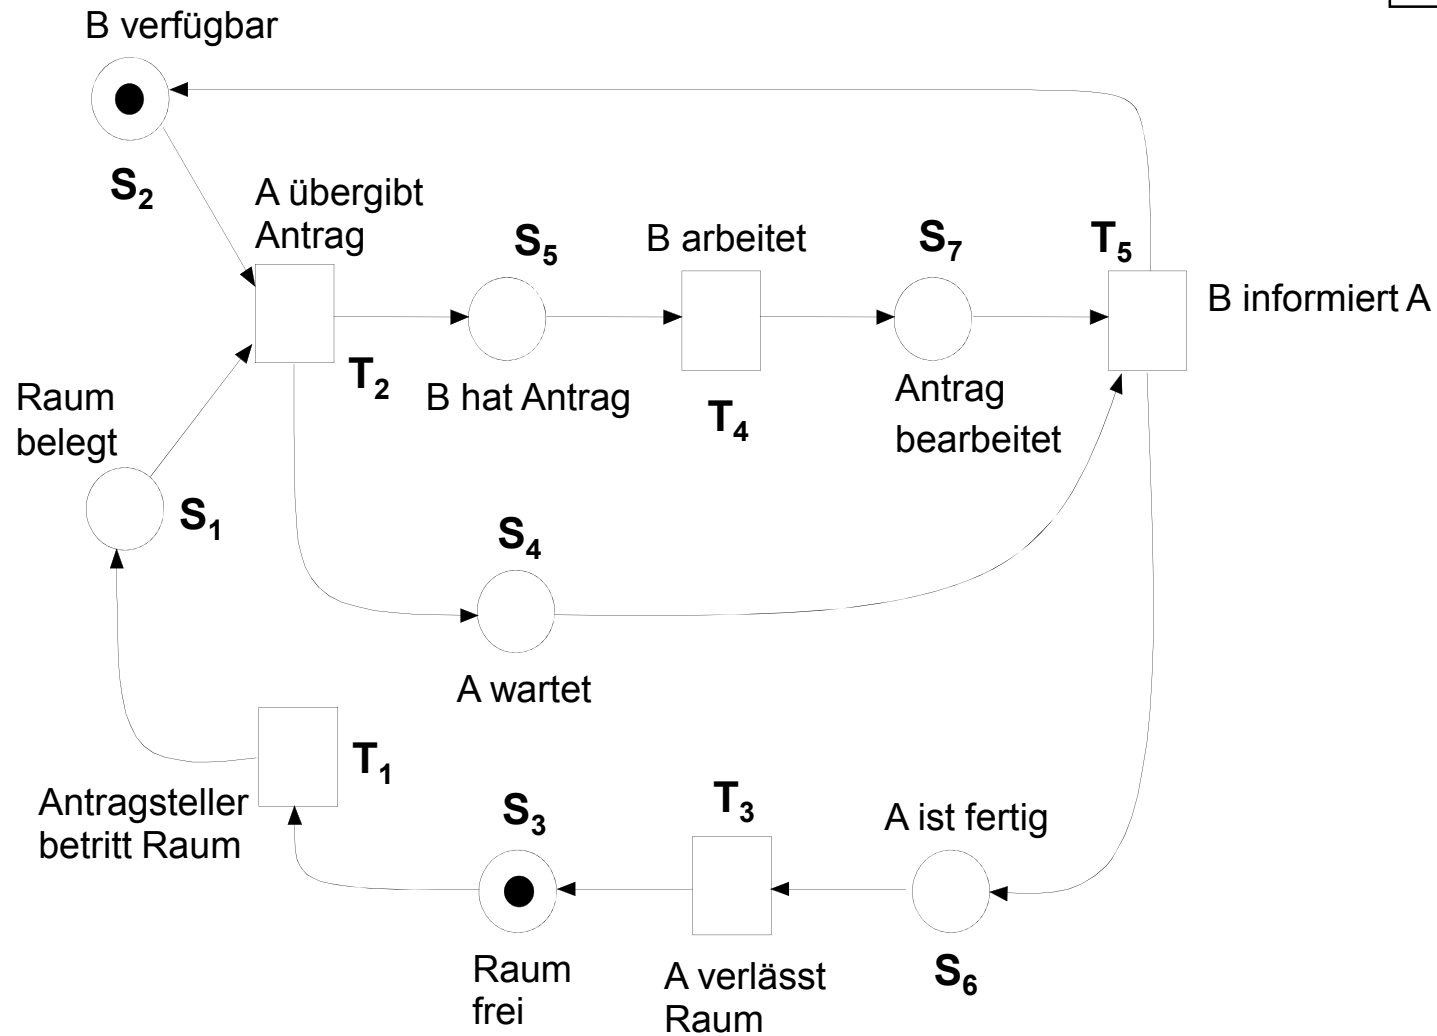 B verfügbar
S2
A übergibt
Antrag
T2
S5
B hat Antrag
B arbeitet
T4
S7
Antrag
bearbeitet
T5
B informiert A
Raum
belegt
S1
S4
A wartet
T1
Antragsteller
betritt Raum
S3
Raum
frei
T3
A verlässt
Raum
A ist fertig
S6